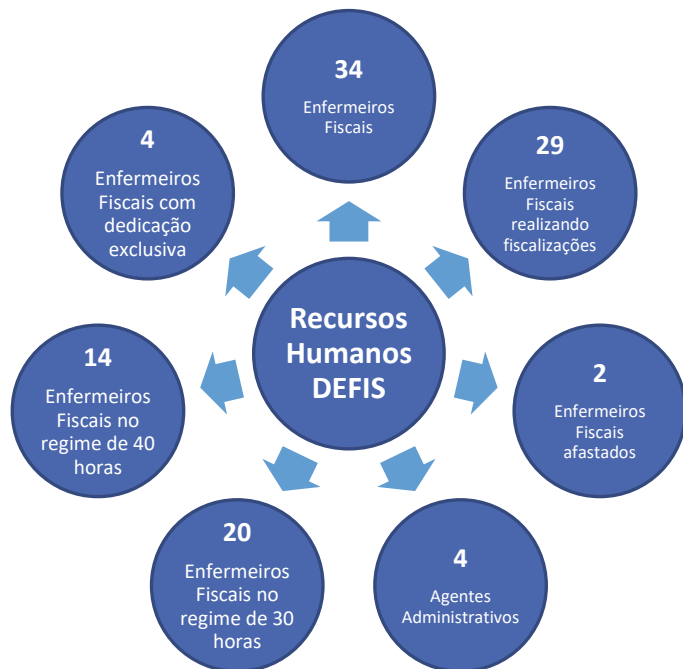 34
Enfermeiros
Fiscais
29
Enfermeiros
Fiscais
realizando
fiscalizações
2
Enfermeiros
Fiscais
afastados
4
Agentes
Administrativos
20
Enfermeiros
Fiscais no
regime de 30
horas
14
Enfermeiros
Fiscais no
regime de 40
horas
4
Enfermeiros
Fiscais com
dedicação
exclusiva
Recursos
Humanos
DEFIS